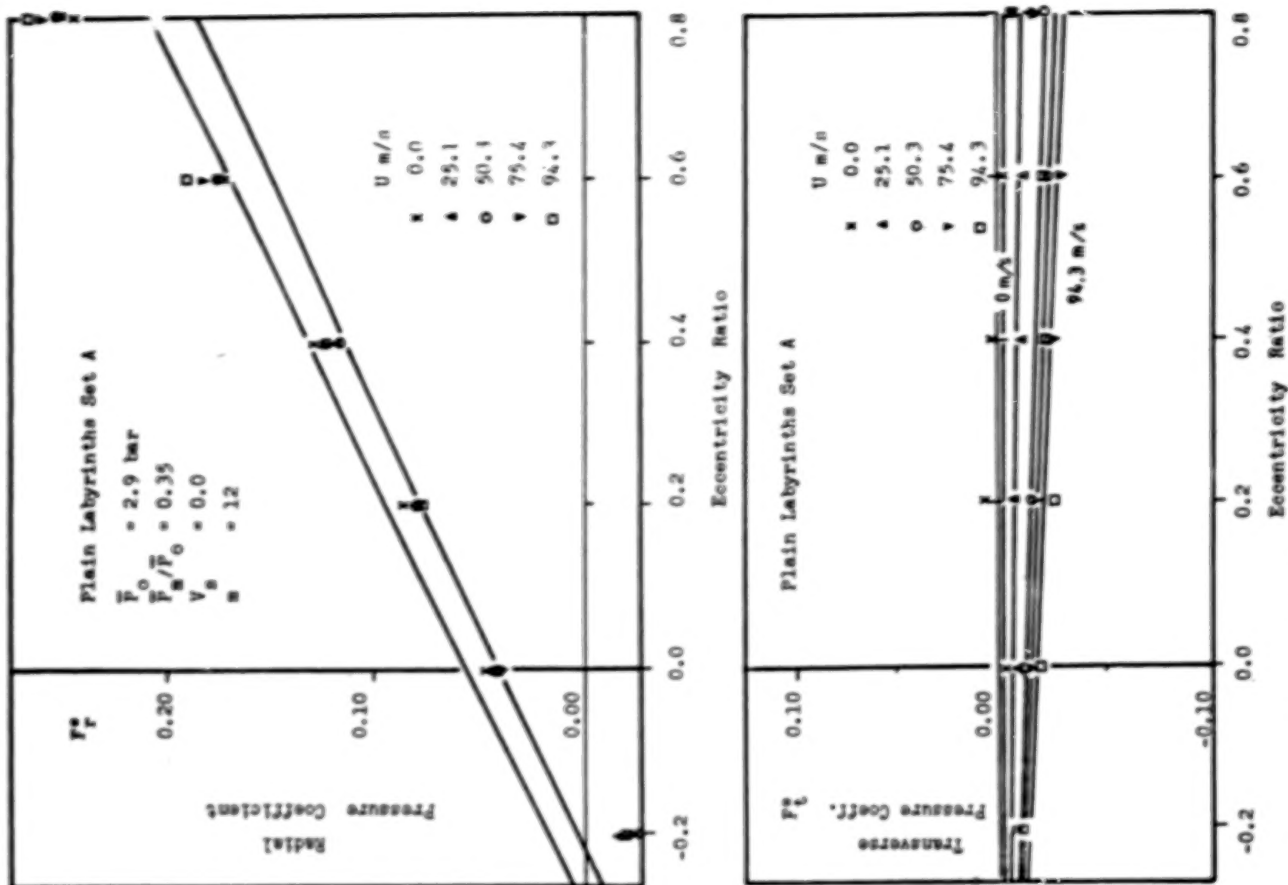 Plain Labyrinths Set A
P̅o = 2.9 bar
P̅m/P̅o = 0.35
Vs = 0.0
m = 12
F*r
0.20
0.10
0.00
Radial
Pressure Coefficient
U m/s
0.0
25.1
50.3
75.4
94.3
-0.2
0.0
0.2
0.4
0.6
0.8
Eccentricity Ratio
Plain Labyrinths Set A
F*t
0.10
0.00
-0.10
Transverse
Pressure Coeff.
U m/s
0.0
25.1
50.3
75.4
94.3
0 m/s
94.3 m/s
-0.2
0.0
0.2
0.4
0.6
0.8
Eccentricity Ratio